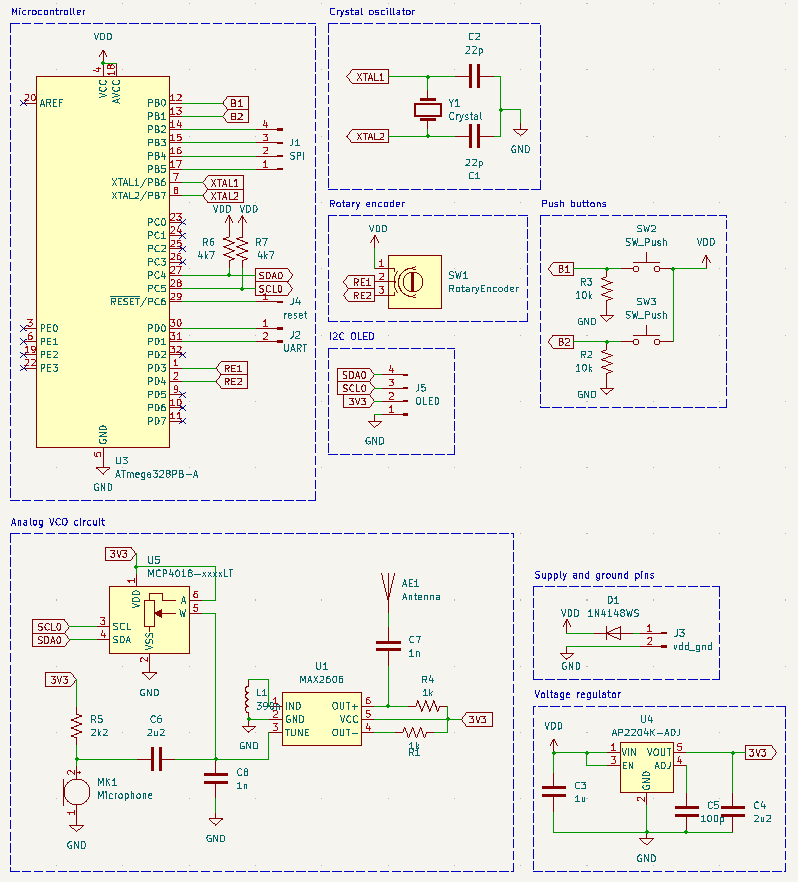 Microcontroller
VDD
4
18
VCC
AVCC
20
AREF
PB0
12
B1
PB1
13
B2
PB2
14
4
PB3
15
3
J1
PB4
16
2
SPI
PB5
17
1
XTAL1/PB6
7
XTAL1
XTAL2/PB7
8
XTAL2
VDD
VDD
PC0
23
PC1
24
PC2
25
PC3
26
R6
4k7
R7
4k7
PC4
27
SDA0
PC5
28
SCL0
RESET/PC6
29
1
J4
reset
3
PE0
PD0
30
1
J2
6
PE1
PD1
31
2
UART
19
PE2
PD2
32
22
PE3
PD3
1
RE1
PD4
2
RE2
PD5
9
PD6
10
PD7
11
GND
5
U3
ATmega328PB-A
GND
Crystal oscillator
C2
22p
XTAL1
Y1
Crystal
XTAL2
22p
C1
GND
Rotary encoder
VDD
1
RE1
2
RE2
3
SW1
RotaryEncoder
Push buttons
SW2
SW_Push
VDD
B1
R3
10k
GND
SW3
SW_Push
B2
R2
10k
GND
I2C OLED
SDA0
4
SCL0
3
J5
3V3
2
OLED
1
GND
Analog VCO circuit
3V3
U5
MCP4018-xxxxLT
1
VDD
A
6
W
5
SCL0
3
SCL
SDA0
4
SDA
VSS
2
GND
3V3
R5
2k2
C6
2u2
MK1
Microphone
2
1
GND
C8
1n
GND
L1
390n
GND
U1
MAX2606
1
IND
2
GND
3
TUNE
OUT+
6
VCC
5
OUT-
4
AE1
Antenna
C7
1n
R4
1k
1k
R1
3V3
Supply and ground pins
D1
1N4148WS
VDD
1
J3
2
vdd_gnd
GND
Voltage regulator
U4
AP2204K-ADJ
VDD
1
VIN
VOUT
5
3V3
3
EN
ADJ
4
GND
2
C3
1u
C5
100p
C4
2u2
GND